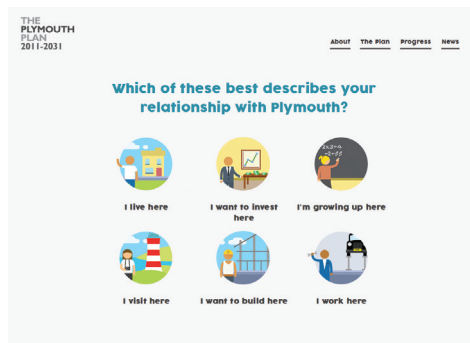 THE
PLYMOUTH
PLAN
2011-2031
About The Plan Progress News
Which of these best describes your
relationship with Plymouth?
I live here
I want to invest
here
I'm growing up here
I visit here
I want to build here
I work here